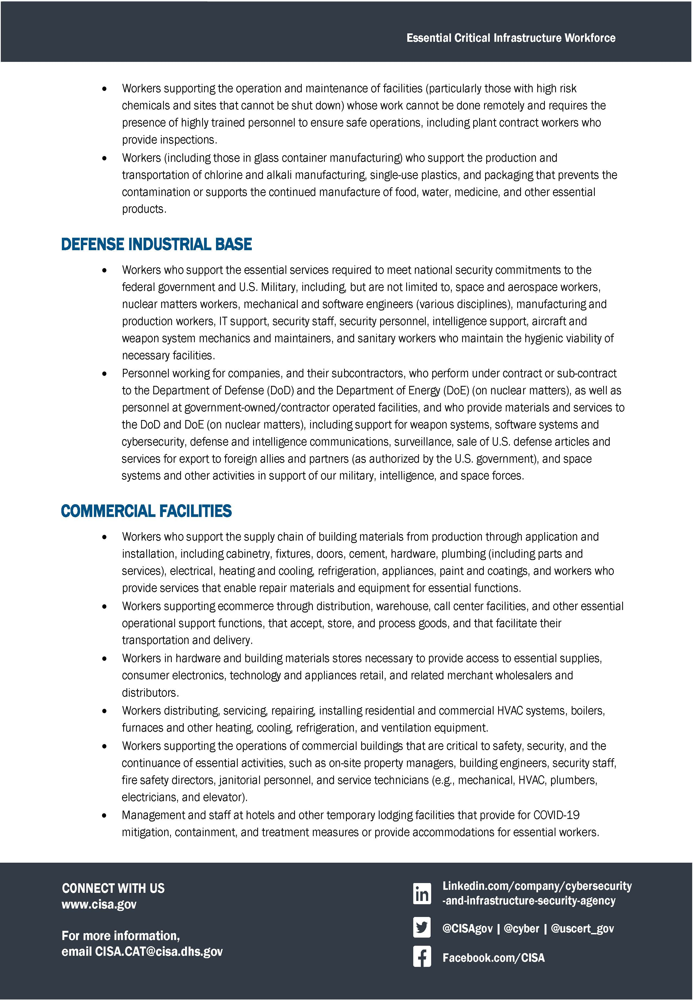 Essential Critical Infrastructure Workforce
• Workers supporting the operation and maintenance of facilities (particularly those with high risk
chemicals and sites that cannot be shut down) whose work cannot be done remotely and requires the
presence of highly trained personnel to ensure safe operations, including plant contract workers who
provide inspections.
• Workers (including those in glass container manufacturing) who support the production and
transportation of chlorine and alkali manufacturing, single-use plastics, and packaging that prevents the
contamination or supports the continued manufacture of food, water, medicine, and other essential
products.
DEFENSE INDUSTRIAL BASE
• Workers who support the essential services required to meet national security commitments to the
federal government and U.S. Military, including, but are not limited to, space and aerospace workers,
nuclear matters workers, mechanical and software engineers (various disciplines), manufacturing and
production workers, IT support, security staff, security personnel, intelligence support, aircraft and
weapon system mechanics and maintainers, and sanitary workers who maintain the hygienic viability of
necessary facilities.
• Personnel working for companies, and their subcontractors, who perform under contract or sub-contract
to the Department of Defense (DoD) and the Department of Energy (DoE) (on nuclear matters), as well as
personnel at government-owned/contractor operated facilities, and who provide materials and services to
the DoD and DoE (on nuclear matters), including support for weapon systems, software systems and
cybersecurity, defense and intelligence communications, surveillance, sale of U.S. defense articles and
services for export to foreign allies and partners (as authorized by the U.S. government), and space
systems and other activities in support of our military, intelligence, and space forces.
COMMERCIAL FACILITIES
• Workers who support the supply chain of building materials from production through application and
installation, including cabinetry, fixtures, doors, cement, hardware, plumbing (including parts and
services), electrical, heating and cooling, refrigeration, appliances, paint and coatings, and workers who
provide services that enable repair materials and equipment for essential functions.
• Workers supporting ecommerce through distribution, warehouse, call center facilities, and other essential
operational support functions, that accept, store, and process goods, and that facilitate their
transportation and delivery.
• Workers in hardware and building materials stores necessary to provide access to essential supplies,
consumer electronics, technology and appliances retail, and related merchant wholesalers and
distributors.
• Workers distributing, servicing, repairing, installing residential and commercial HVAC systems, boilers,
furnaces and other heating, cooling, refrigeration, and ventilation equipment.
• Workers supporting the operations of commercial buildings that are critical to safety, security, and the
continuance of essential activities, such as on-site property managers, building engineers, security staff,
fire safety directors, janitorial personnel, and service technicians (e.g., mechanical, HVAC, plumbers,
electricians, and elevator).
• Management and staff at hotels and other temporary lodging facilities that provide for COVID-19
mitigation, containment, and treatment measures or provide accommodations for essential workers.
CONNECT WITH US
www.cisa.gov
For more information,
email CISA.CAT@cisa.dhs.gov
in
Linkedin.com/company/cybersecurity
-and-infrastructure-security-agency
@CISAgov | @cyber | @uscert_gov
f
Facebook.com/CISA